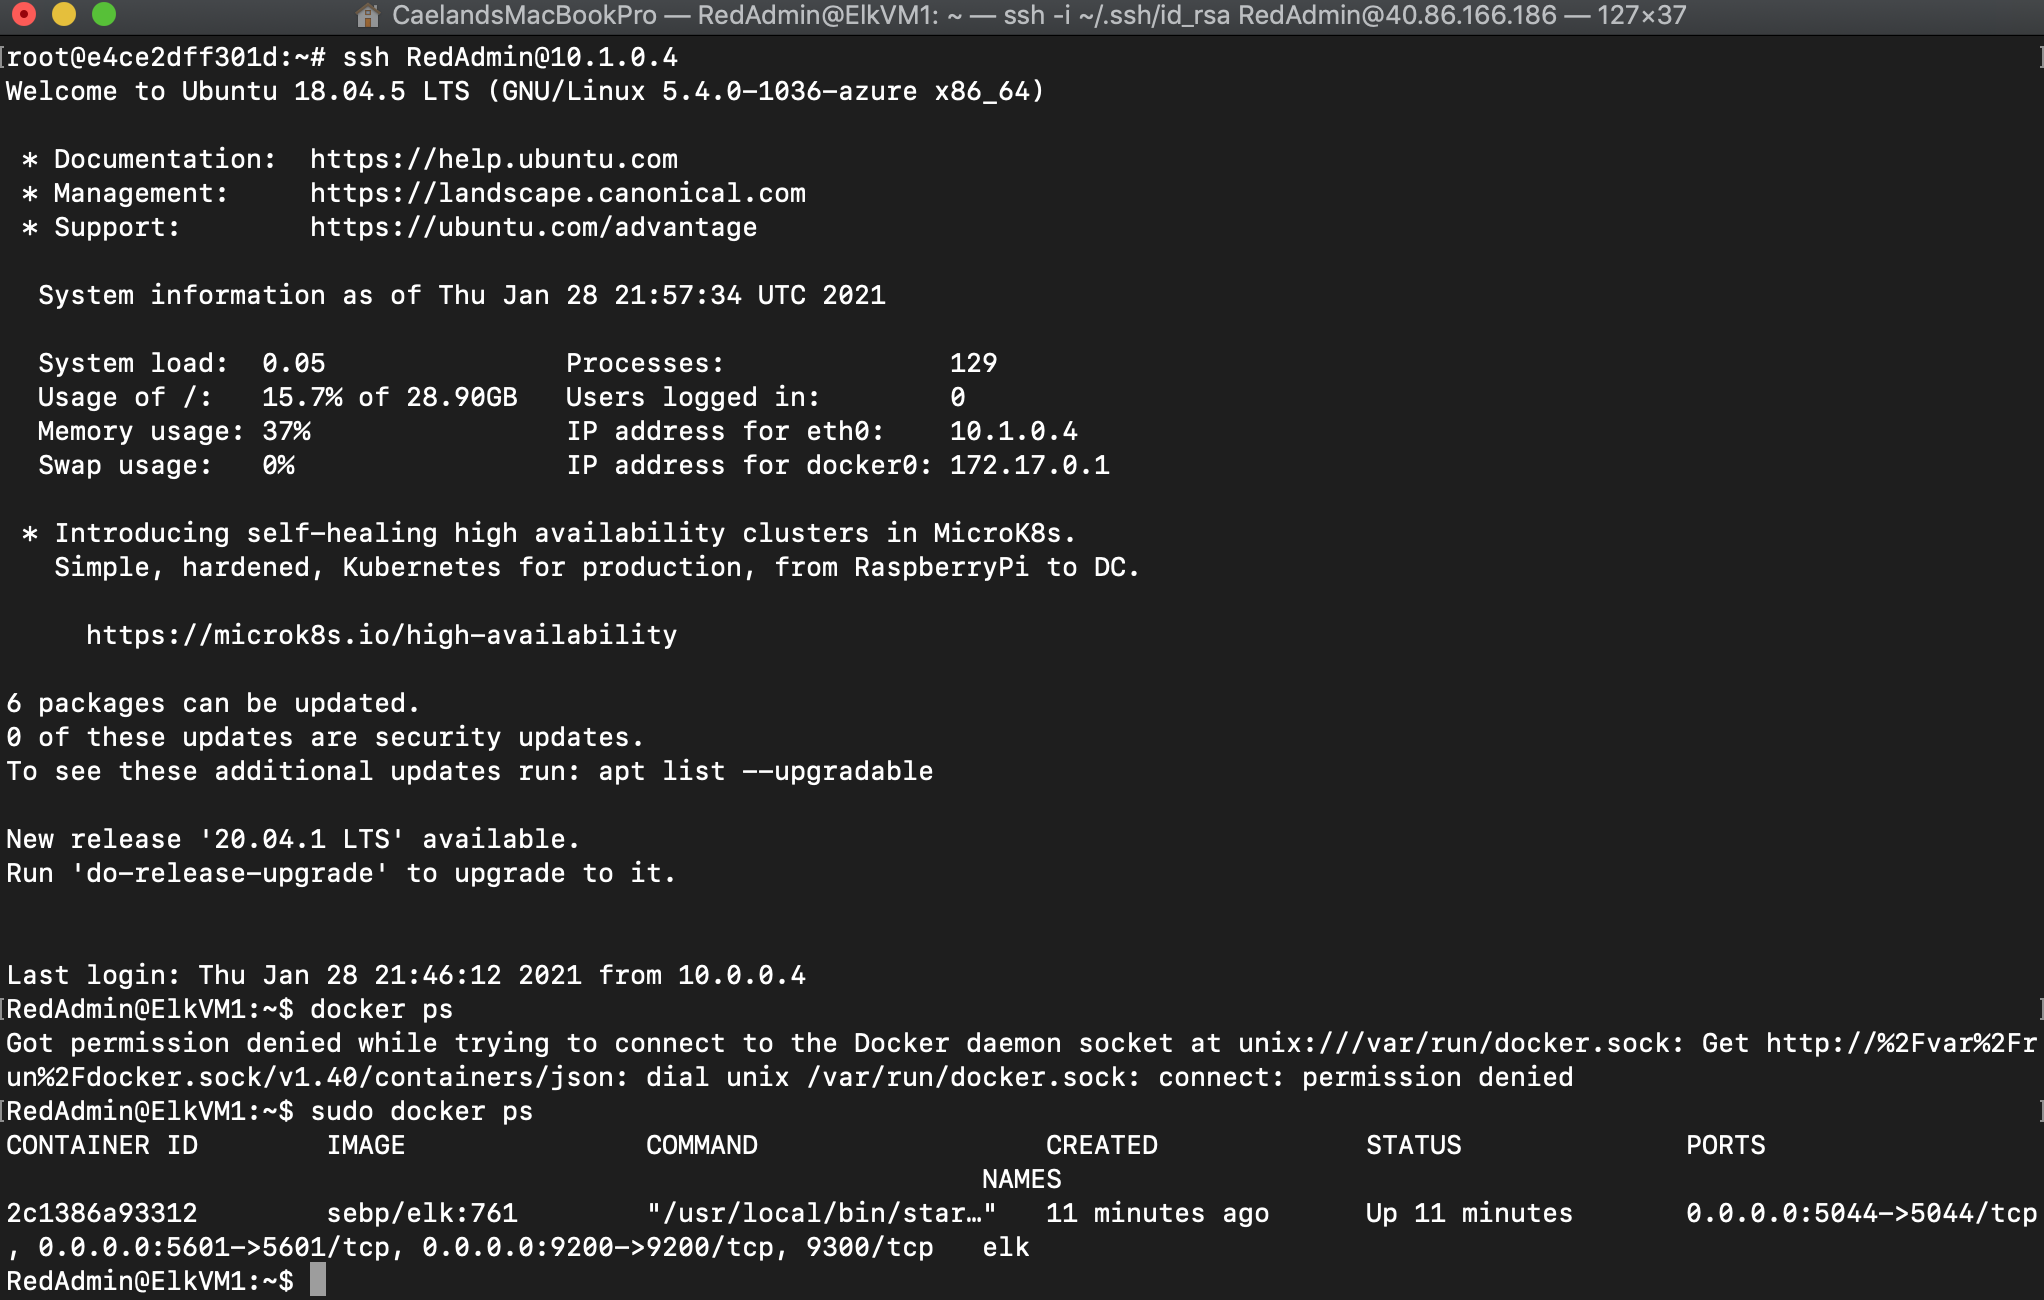 CaelandsMacBookPro — RedAdmin@ElkVM1: ~ — ssh -i ~/.ssh/id_rsa RedAdmin@40.86.166.186 — 127×37
[root@e4ce2dff301d:~# ssh RedAdmin@10.1.0.4 ]
Welcome to Ubuntu 18.04.5 LTS (GNU/Linux 5.4.0-1036-azure x86_64)
* Documentation:  https://help.ubuntu.com
* Management:     https://landscape.canonical.com
* Support:        https://ubuntu.com/advantage
System information as of Thu Jan 28 21:57:34 UTC 2021
System load:  0.05               Processes:              129
Usage of /:   15.7% of 28.90GB   Users logged in:        0
Memory usage: 37%                IP address for eth0:    10.1.0.4
Swap usage:   0%                 IP address for docker0: 172.17.0.1
* Introducing self-healing high availability clusters in MicroK8s.
Simple, hardened, Kubernetes for production, from RaspberryPi to DC.
https://microk8s.io/high-availability
6 packages can be updated.
0 of these updates are security updates.
To see these additional updates run: apt list --upgradable
New release '20.04.1 LTS' available.
Run 'do-release-upgrade' to upgrade to it.
Last login: Thu Jan 28 21:46:12 2021 from 10.0.0.4
[RedAdmin@ElkVM1:~$ docker ps ]
Got permission denied while trying to connect to the Docker daemon socket at unix:///var/run/docker.sock: Get http://%2Fvar%2Fr
un%2Fdocker.sock/v1.40/containers/json: dial unix /var/run/docker.sock: connect: permission denied
[RedAdmin@ElkVM1:~$ sudo docker ps ]
CONTAINER ID        IMAGE               COMMAND                  CREATED             STATUS              PORTS
NAMES
2c1386a93312        sebp/elk:761        "/usr/local/bin/star…"   11 minutes ago      Up 11 minutes       0.0.0.0:5044->5044/tcp
, 0.0.0.0:5601->5601/tcp, 0.0.0.0:9200->9200/tcp, 9300/tcp   elk
RedAdmin@ElkVM1:~$